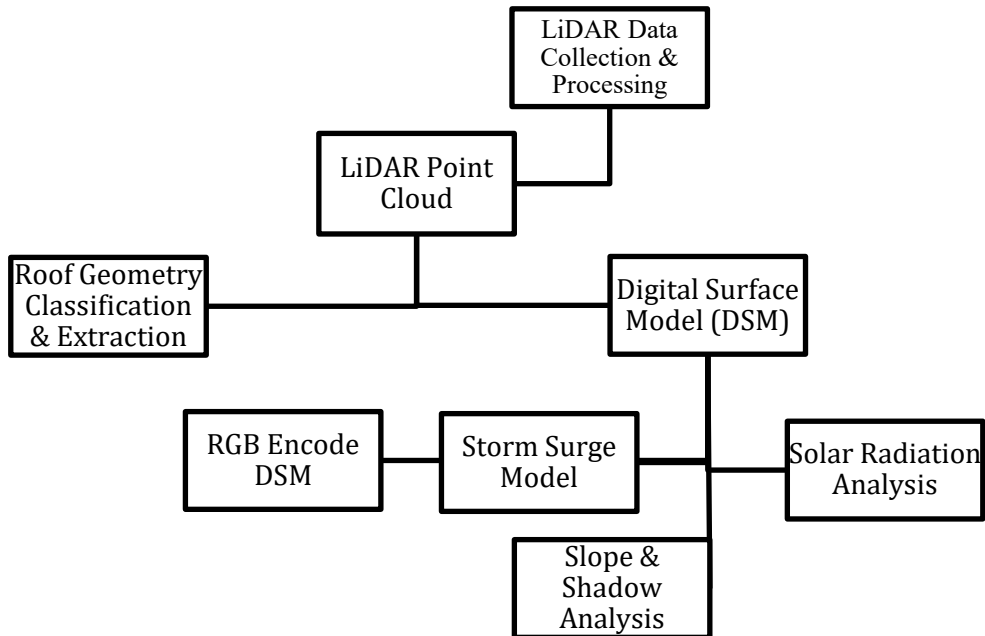 LiDAR Data
Collection &
Processing
LiDAR Point
Cloud
Roof Geometry
Classification
& Extraction
Digital Surface
Model (DSM)
RGB Encode
DSM
Storm Surge
Model
Solar Radiation
Analysis
Slope &
Shadow
Analysis